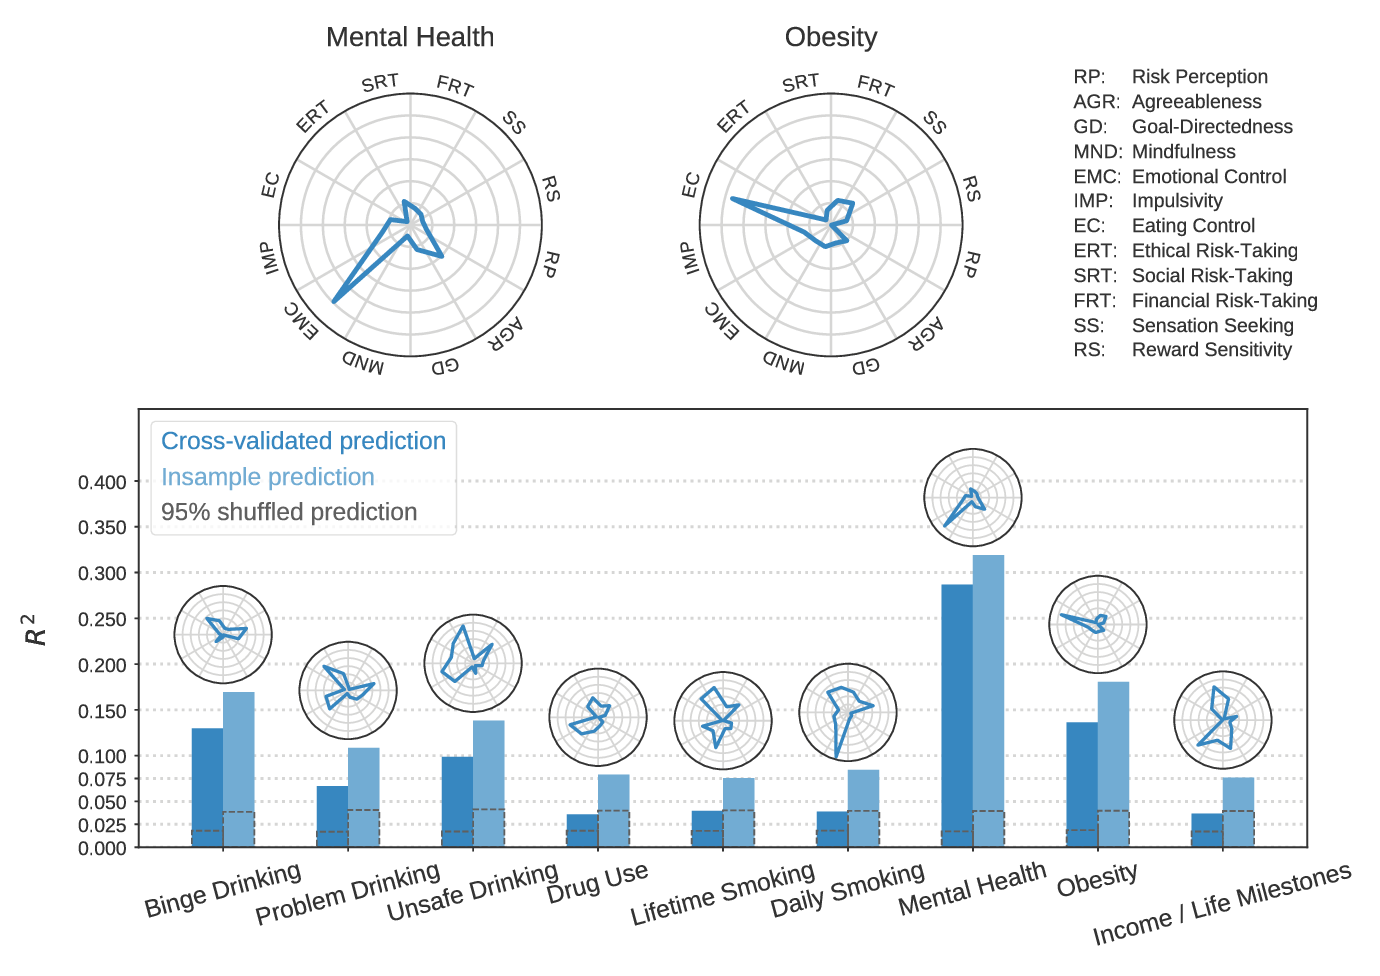 Mental Health
Obesity
SRT
FRT
ERT
SS
EC
RS
IMP
RP
EMC
AGR
MND
GD
SRT
FRT
ERT
SS
EC
RS
IMP
RP
EMC
AGR
MND
GD
RP: Risk Perception
AGR: Agreeableness
GD: Goal-Directedness
MND: Mindfulness
EMC: Emotional Control
IMP: Impulsivity
EC: Eating Control
ERT: Ethical Risk-Taking
SRT: Social Risk-Taking
FRT: Financial Risk-Taking
SS: Sensation Seeking
RS: Reward Sensitivity
Cross-validated prediction
Insample prediction
95% shuffled prediction
0.400
0.350
0.300
0.250
0.200
0.150
0.100
0.075
0.050
0.025
0.000
R²
Binge Drinking
Problem Drinking
Unsafe Drinking
Drug Use
Lifetime Smoking
Daily Smoking
Mental Health
Obesity
Income / Life Milestones